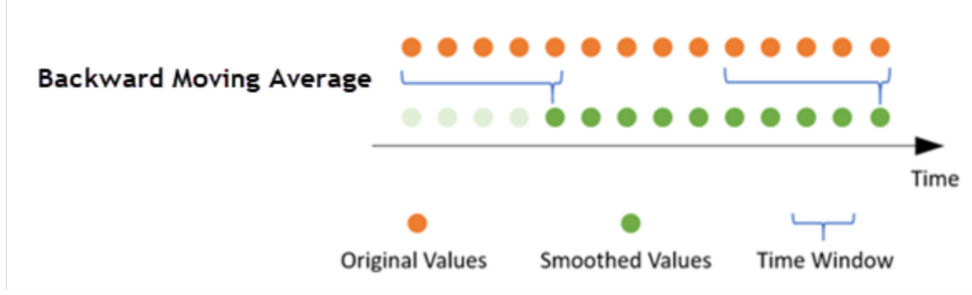 Backward Moving Average
Time
Original Values
Smoothed Values
Time Window